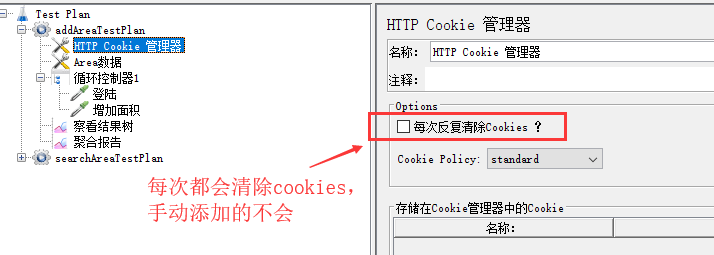 Test Plan
addAreaTestPlan
HTTP Cookie 管理器
Area数据
循环控制器1
登陆
增加面积
察看结果树
聚合报告
searchAreaTestPlan
每次都会清除cookies，
手动添加的不会
HTTP Cookie 管理器
名称： HTTP Cookie 管理器
注释：
Options
每次反复清除Cookies ？
Cookie Policy: standard
存储在Cookie管理器中的Cookie
名称：